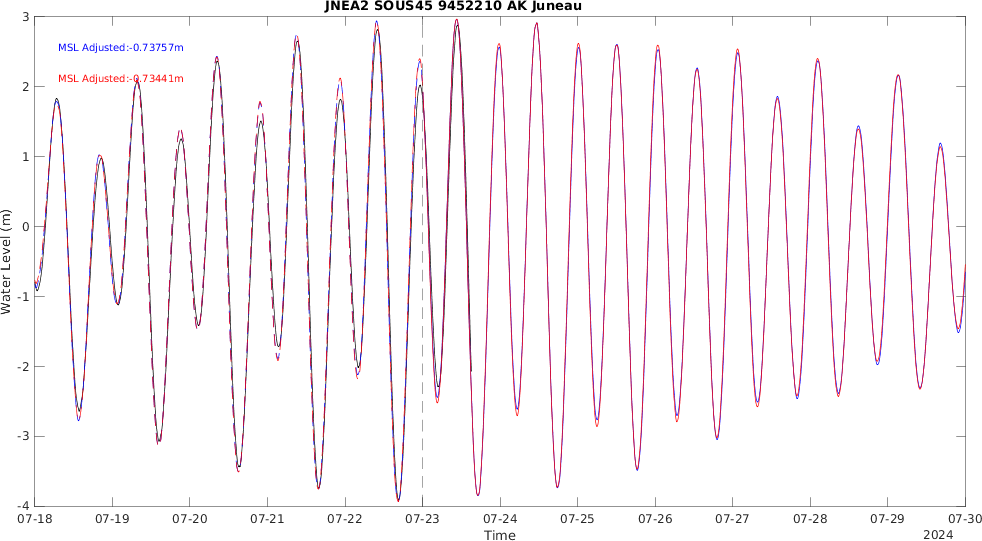 JNEA2 SOUS45 9452210 AK Juneau
MSL Adjusted:-0.73757m
MSL Adjusted:-0.73441m
Water Level (m)
3
2
1
0
-1
-2
-3
-4
07-18 07-19 07-20 07-21 07-22 07-23 07-24 07-25 07-26 07-27 07-28 07-29 07-30
Time
2024